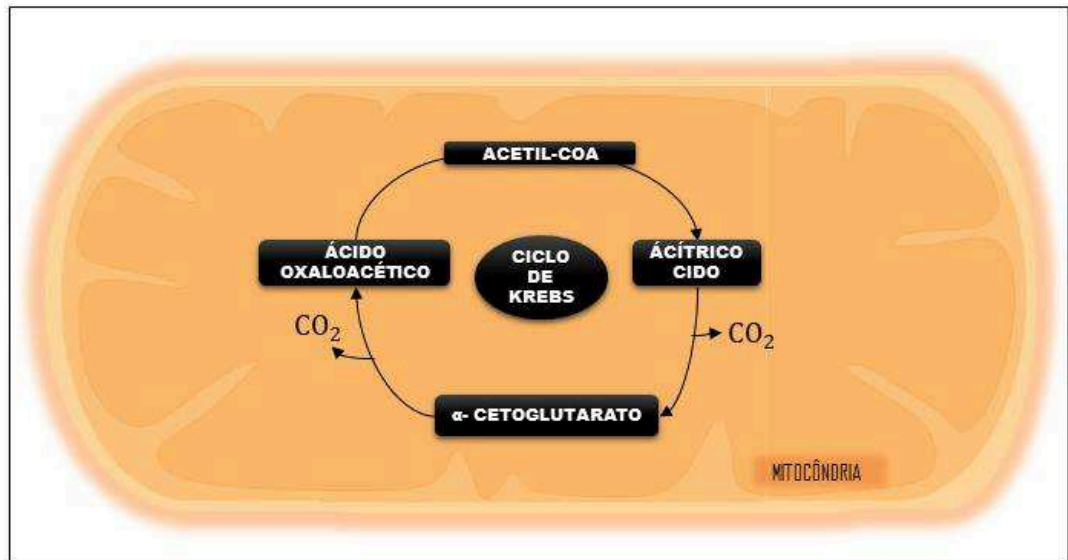 ACETIL-COA
ÁCIDO
OXALOACÉTICO
CICLO
DE
KREBS
ÁCÍTRICO
CIDO
CO₂
CO₂
α- CETOGLUTARATO
MITOCÔNDRIA